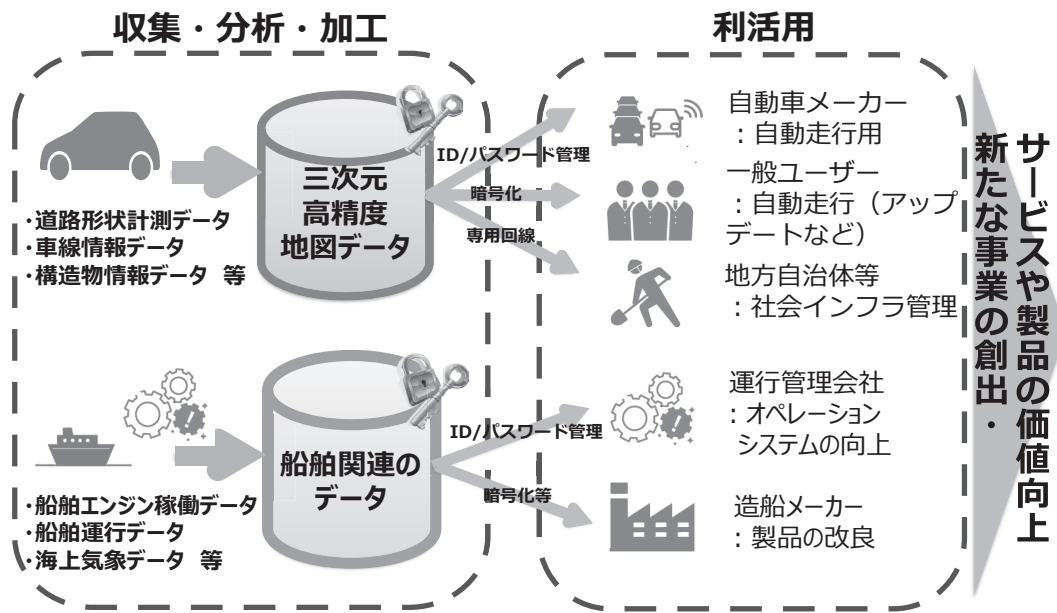 収集・分析・加工
利活用
・道路形状計測データ
・車線情報データ
・構造物情報データ 等
三次元
高精度
地図データ
ID/パスワード管理
暗号化
専用回線
自動車メーカー
:自動走行用
一般ユーザー
:自動走行(アップ
デートなど)
地方自治体等
:社会インフラ管理
・船舶エンジン稼働データ
・船舶運行データ
・海上気象データ 等
船舶関連の
データ
ID/パスワード管理
暗号化等
運行管理会社
:オペレーション
システムの向上
造船メーカー
:製品の改良
新たな事業の創出・
サービスや製品の価値向上